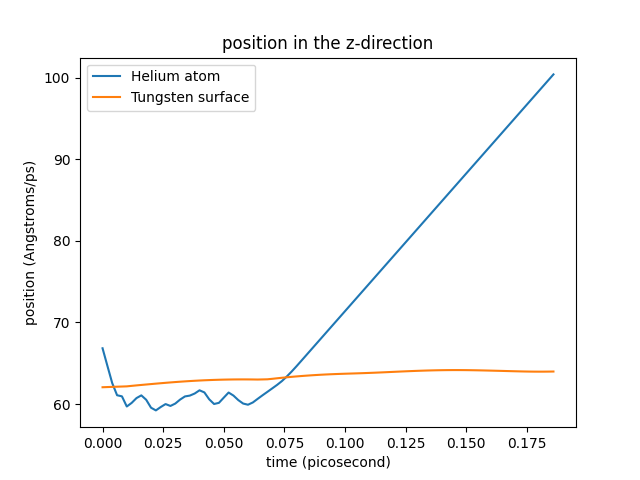 position in the z-direction
Helium atom
Tungsten surface
position (Angstroms/ps)
100
90
80
70
60
0.000 0.025 0.050 0.075 0.100 0.125 0.150 0.175
time (picosecond)